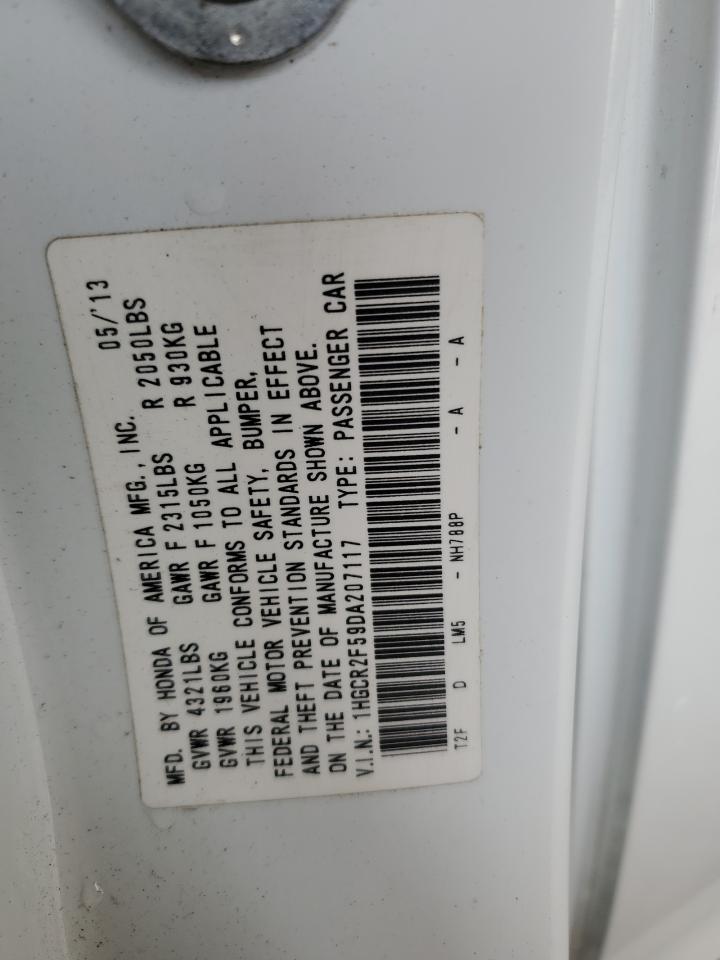 MFD. BY HONDA OF AMERICA MFG., INC. 05/'13
GVWR 4321LBS GAWR F 2315LBS R 2050LBS
GVWR 1960KG GAWR F 1050KG R 930KG
THIS VEHICLE CONFORMS TO ALL APPLICABLE
FEDERAL MOTOR VEHICLE SAFETY, BUMPER,
AND THEFT PREVENTION STANDARDS IN EFFECT
ON THE DATE OF MANUFACTURE SHOWN ABOVE.
V.I.N.: 1HGCR2F59DA207117 TYPE: PASSENGER CAR
T2F D LM5 - NH788P - A - A